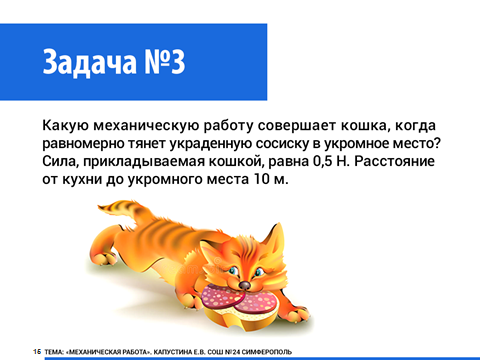 Задача №3
Какую механическую работу совершает кошка, когда
равномерно тянет украденную сосиску в укромное место?
Сила, прикладываемая кошкой, равна 0,5 Н. Расстояние
от кухни до укромного места 10 м.
16 ТЕМА: «МЕХАНИЧЕСКАЯ РАБОТА». КАПУСТИНА Е.В. СОШ №24 СИМФЕРОПОЛЬ